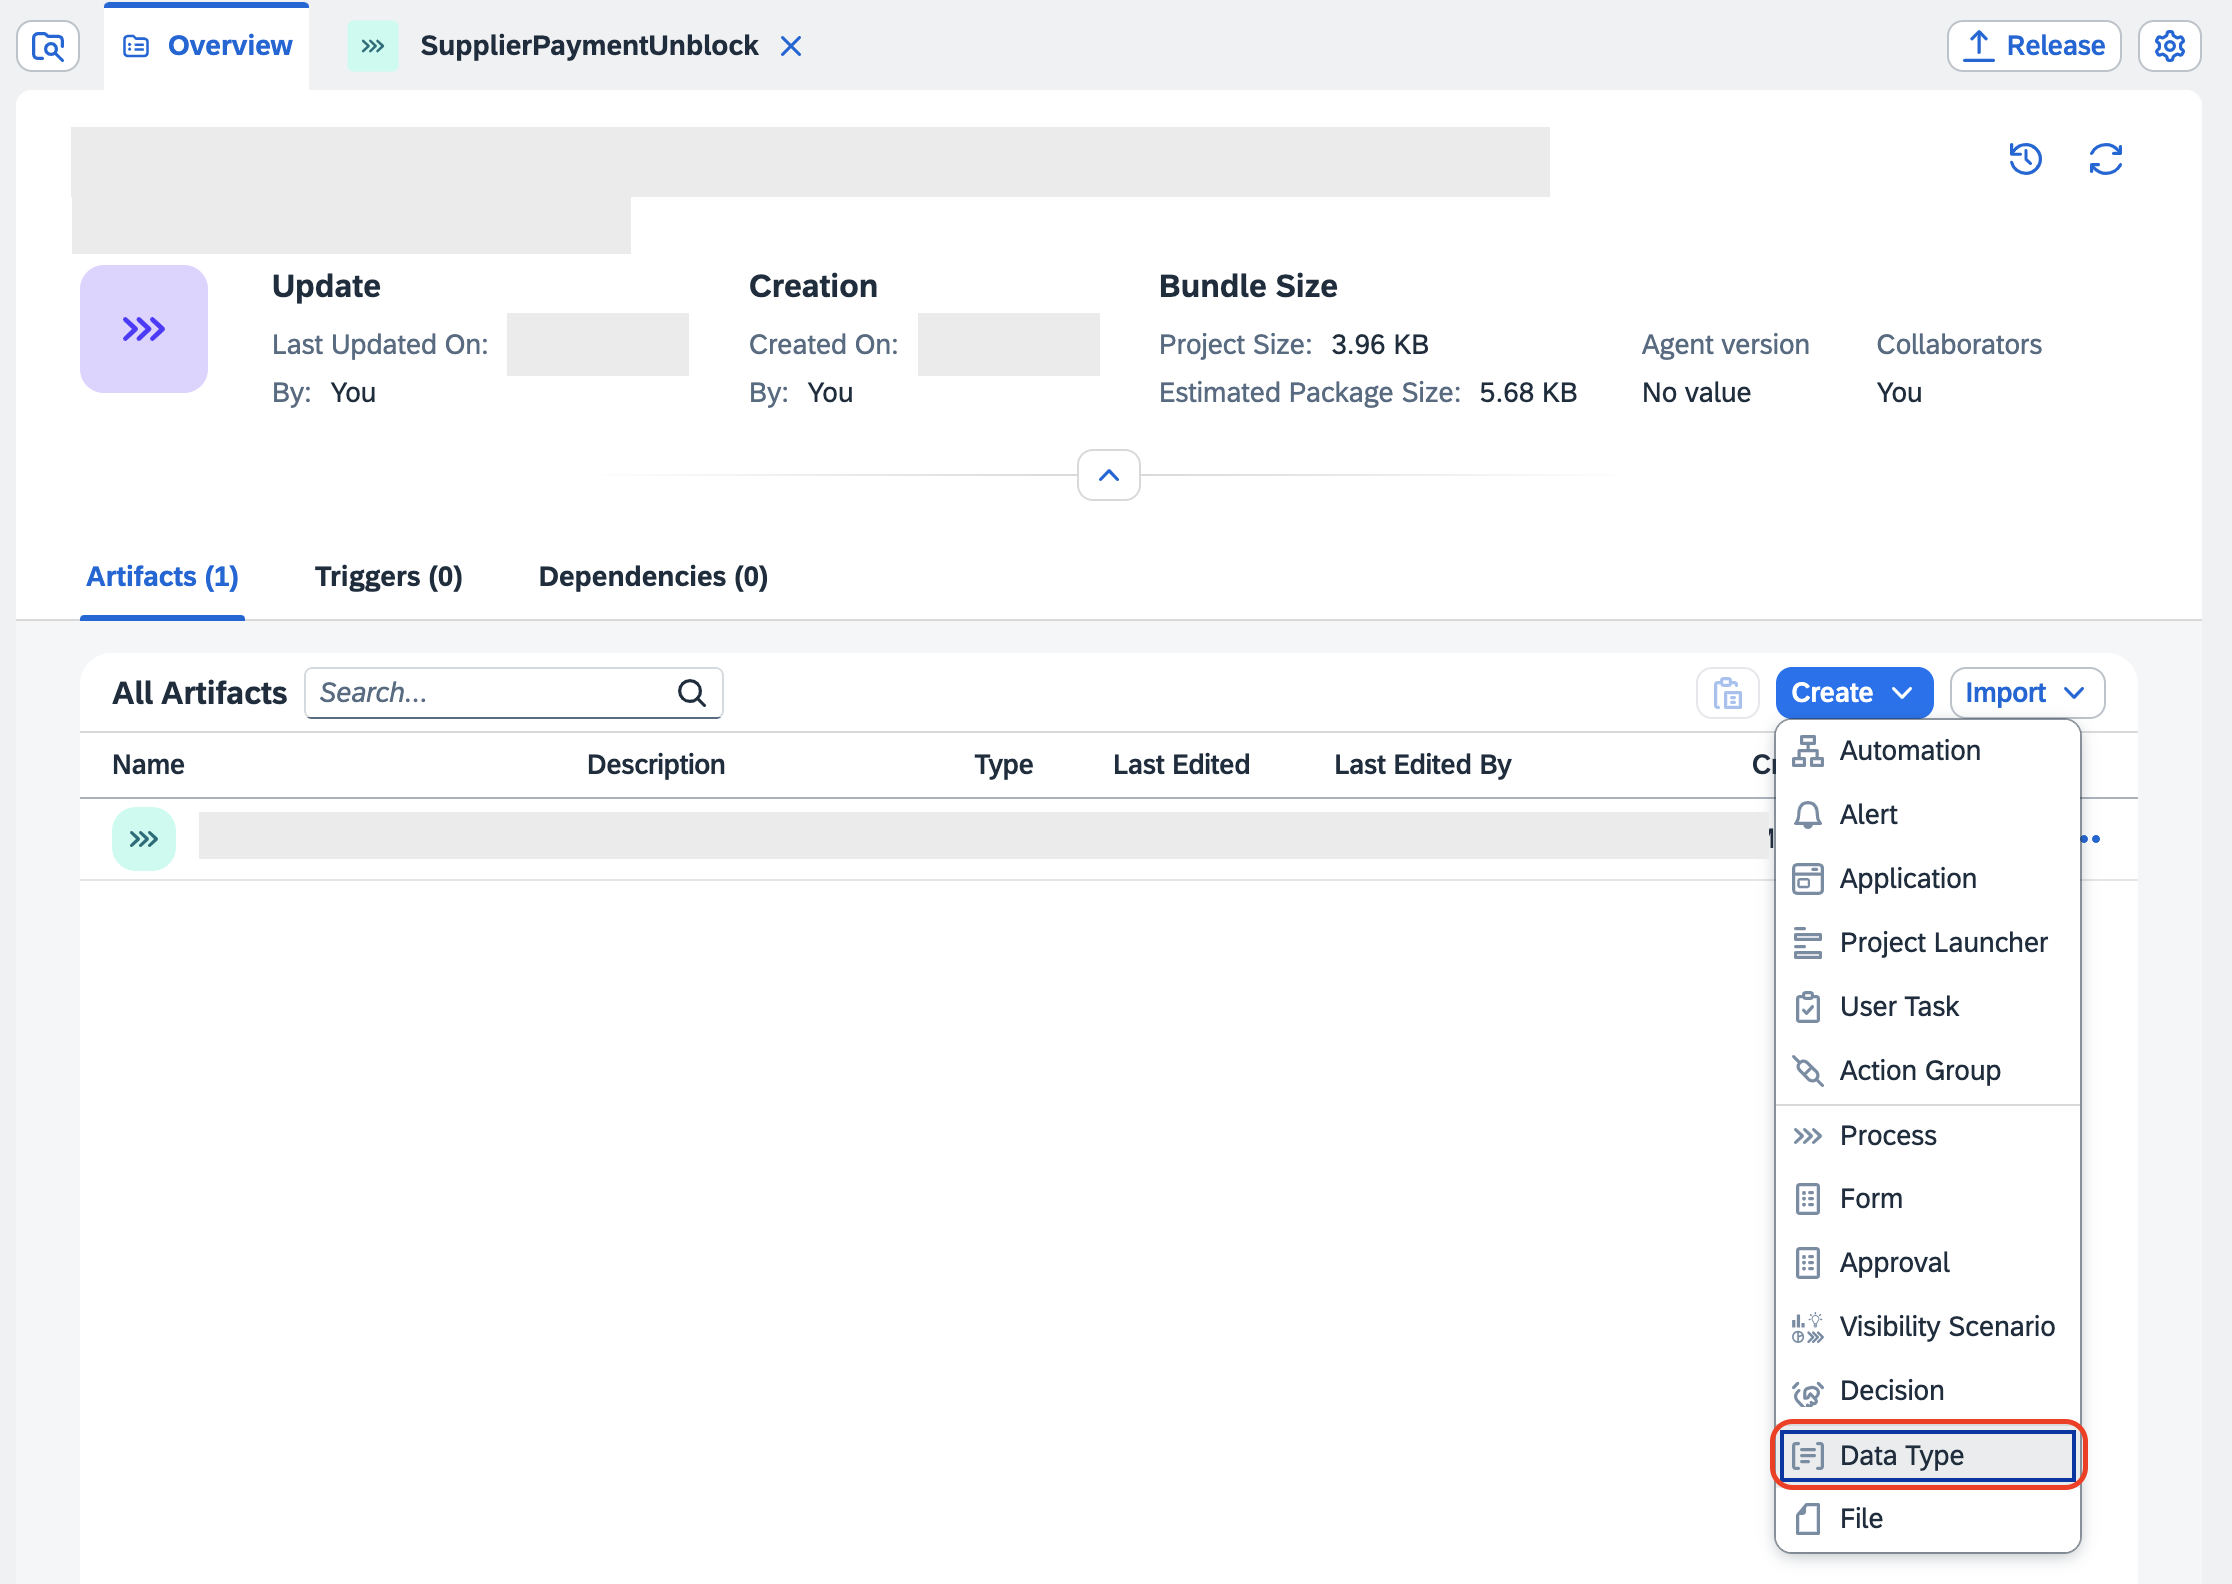 Overview
SupplierPaymentUnblock
Release
Update
Creation
Bundle Size
Last Updated On:
Created On:
Project Size: 3.96 KB
Agent version
Collaborators
By: You
By: You
Estimated Package Size: 5.68 KB
No value
You
Artifacts (1)
Triggers (0)
Dependencies (0)
All Artifacts
Search...
Create
Import
Name
Description
Type
Last Edited
Last Edited By
Automation
Alert
Application
Project Launcher
User Task
Action Group
Process
Form
Approval
Visibility Scenario
Decision
Data Type
File